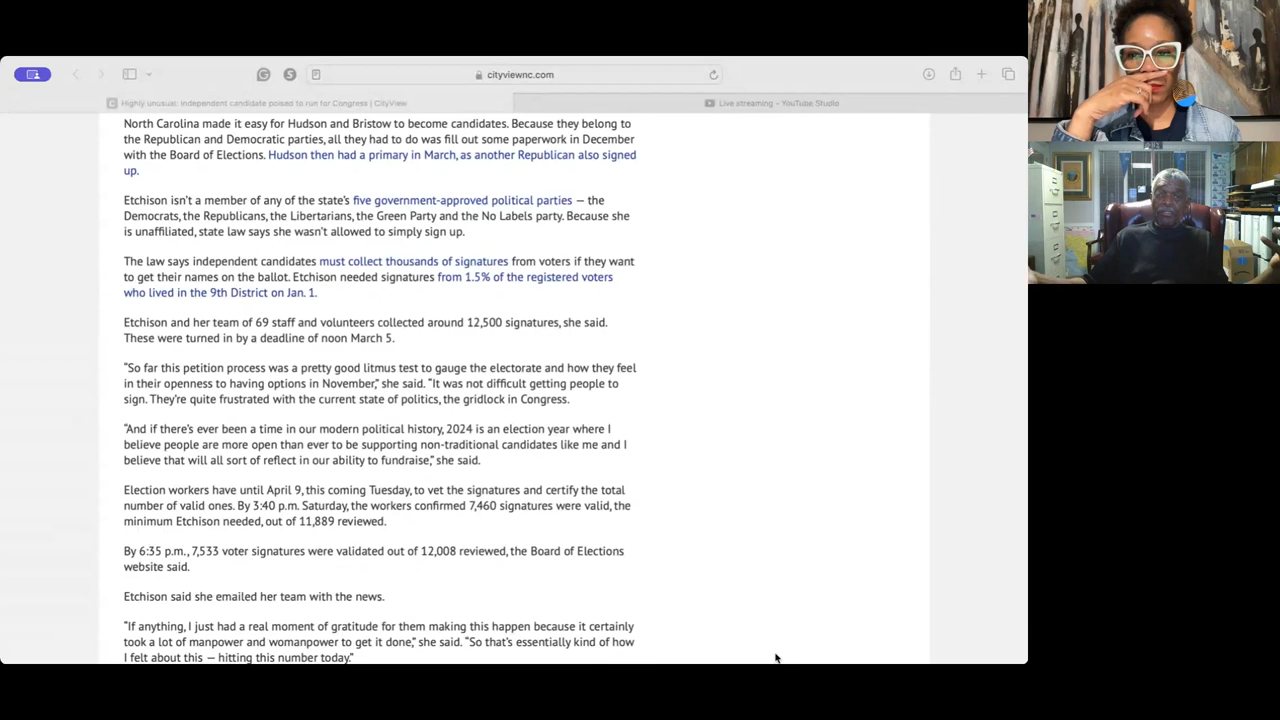 cityviewnc.com
Highly unusual: Independent candidate poised to run for Congress | CityView
Live streaming – YouTube Studio
North Carolina made it easy for Hudson and Bristow to become candidates. Because they belong to
the Republican and Democratic parties, all they had to do was fill out some paperwork in December
with the Board of Elections. Hudson then had a primary in March, as another Republican also signed
up.
Etchison isn’t a member of any of the state’s five government-approved political parties — the
Democrats, the Republicans, the Libertarians, the Green Party and the No Labels party. Because she
is unaffiliated, state law says she wasn’t allowed to simply sign up.
The law says independent candidates must collect thousands of signatures from voters if they want
to get their names on the ballot. Etchison needed signatures from 1.5% of the registered voters
who lived in the 9th District on Jan. 1.
Etchison and her team of 69 staff and volunteers collected around 12,500 signatures, she said.
These were turned in by a deadline of noon March 5.
“So far this petition process was a pretty good litmus test to gauge the electorate and how they feel
in their openness to having options in November,” she said. “It was not difficult getting people to
sign. They’re quite frustrated with the current state of politics, the gridlock in Congress.
“And if there’s ever been a time in our modern political history, 2024 is an election year where I
believe people are more open than ever to be supporting non-traditional candidates like me and I
believe that will all sort of reflect in our ability to fundraise,” she said.
Election workers have until April 9, this coming Tuesday, to vet the signatures and certify the total
number of valid ones. By 3:40 p.m. Saturday, the workers confirmed 7,460 signatures were valid, the
minimum Etchison needed, out of 11,889 reviewed.
By 6:35 p.m., 7,533 voter signatures were validated out of 12,008 reviewed, the Board of Elections
website said.
Etchison said she emailed her team with the news.
“If anything, I just had a real moment of gratitude for them making this happen because it certainly
took a lot of manpower and womanpower to get it done,” she said. “So that’s essentially kind of how
I felt about this — hitting this number today.”